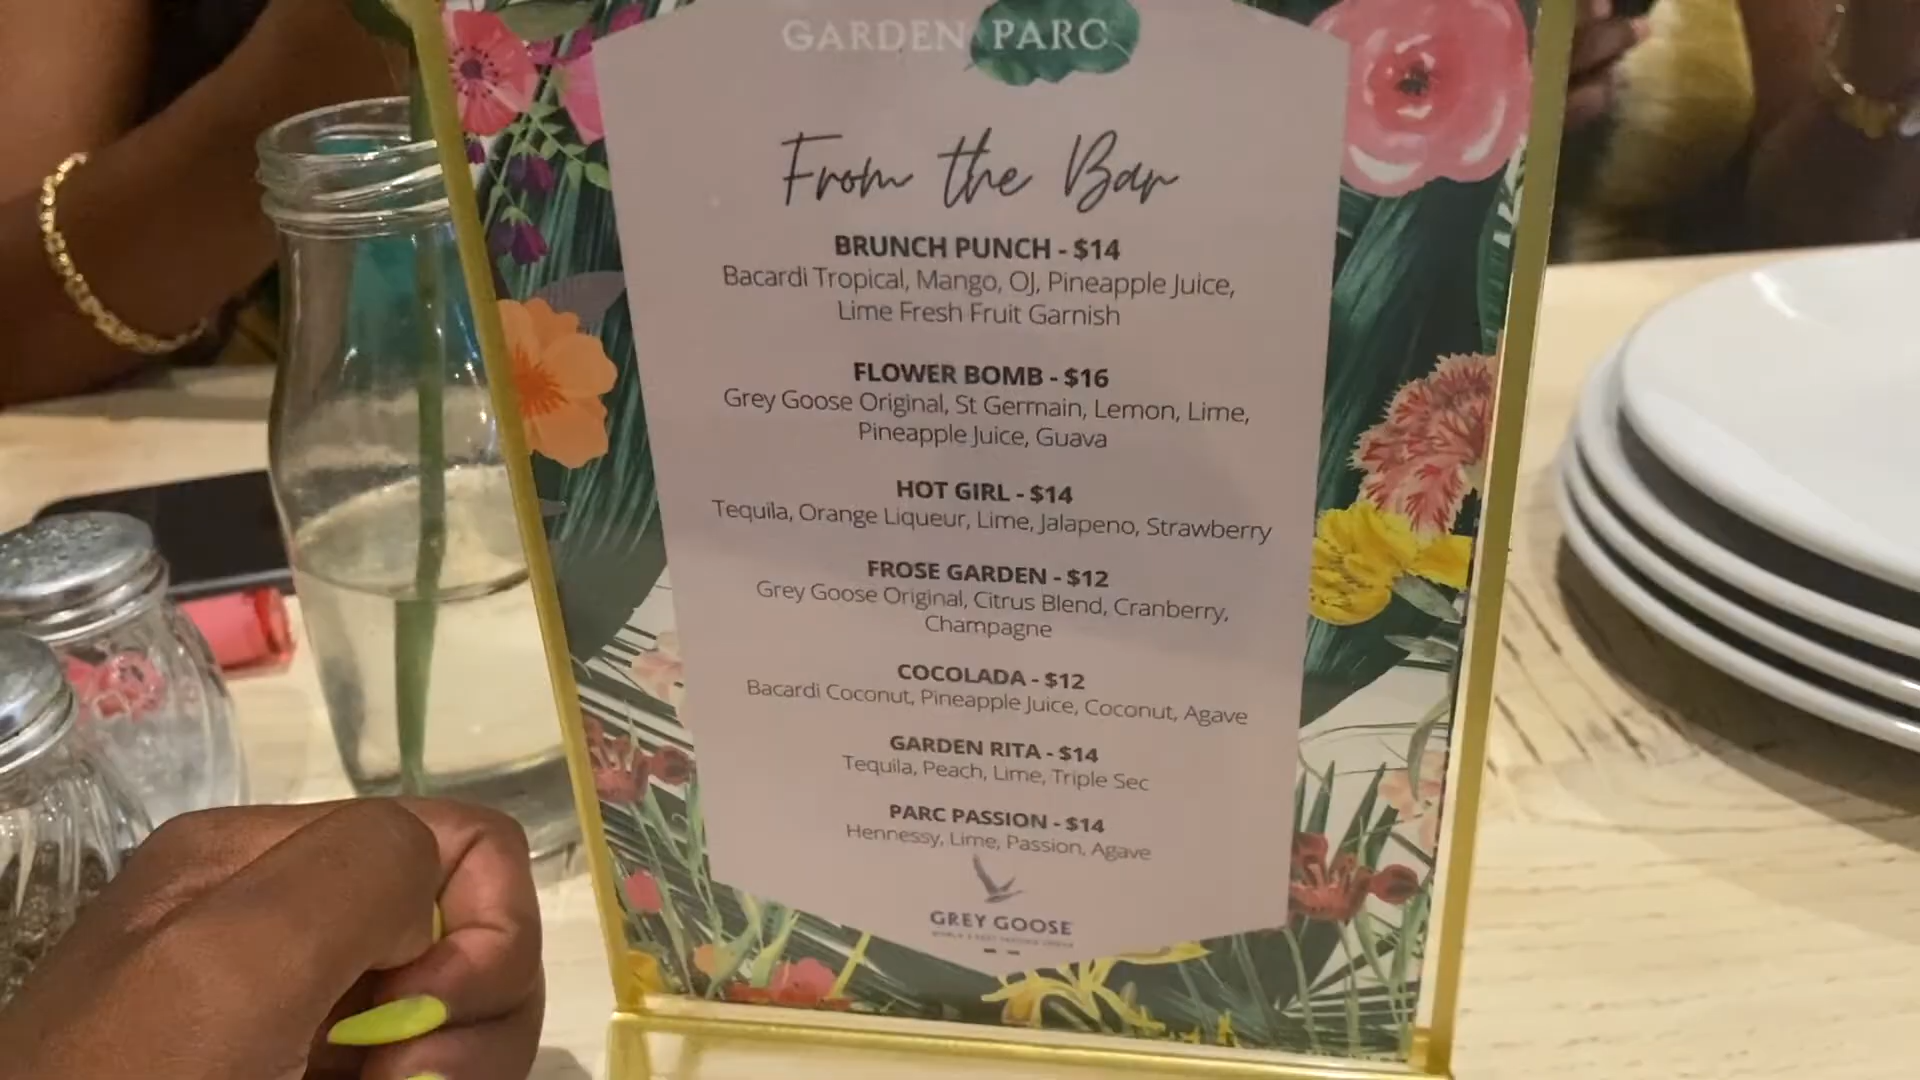 GARDEN PARC
From the Bar
BRUNCH PUNCH - $14
Bacardi Tropical, Mango, OJ, Pineapple Juice,
Lime Fresh Fruit Garnish
FLOWER BOMB - $16
Grey Goose Original, St Germain, Lemon, Lime,
Pineapple Juice, Guava
HOT GIRL - $14
Tequila, Orange Liqueur, Lime, Jalapeno, Strawberry
FROSE GARDEN - $12
Grey Goose Original, Citrus Blend, Cranberry,
Champagne
COCOLADA - $12
Bacardi Coconut, Pineapple Juice, Coconut, Agave
GARDEN RITA - $14
Tequila, Peach, Lime, Triple Sec
PARC PASSION - $14
Hennessy, Lime, Passion, Agave
GREY GOOSE